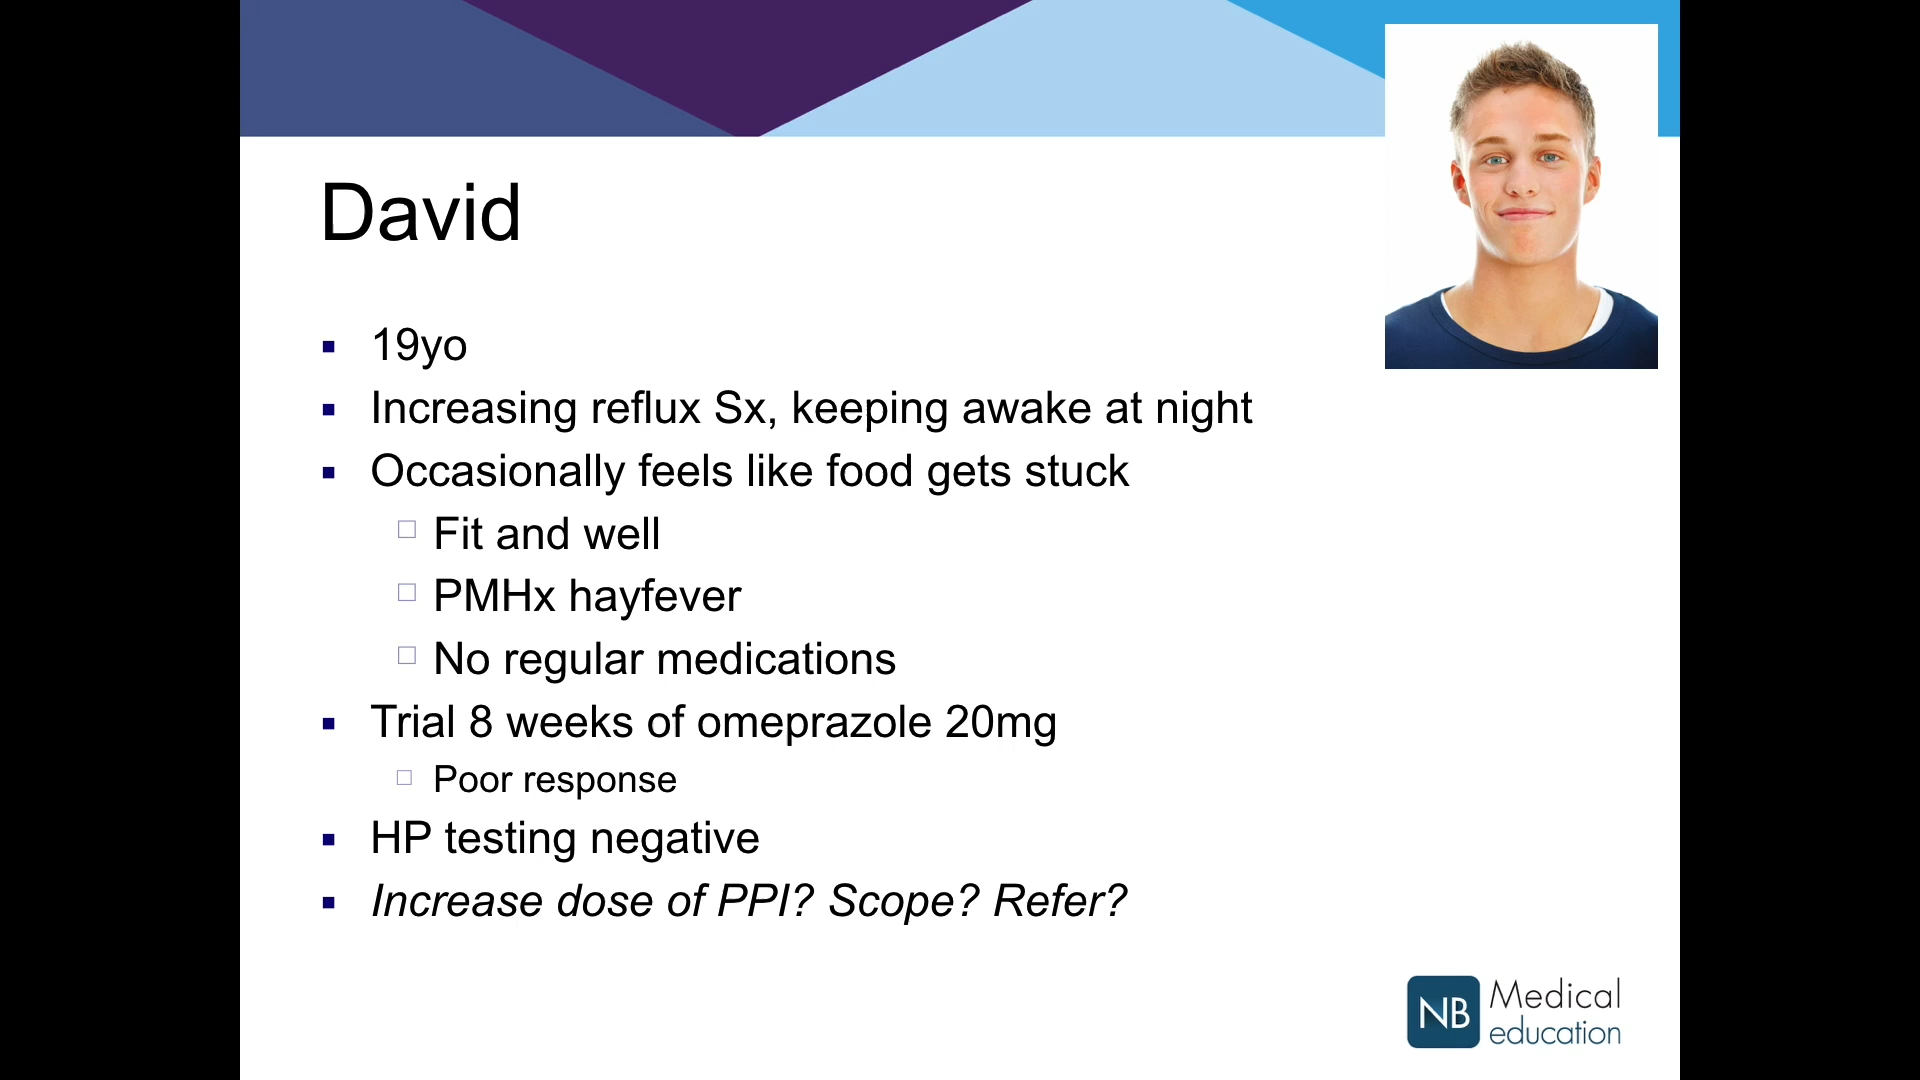 David
19yo
Increasing reflux Sx, keeping awake at night
Occasionally feels like food gets stuck
Fit and well
PMHx hayfever
No regular medications
Trial 8 weeks of omeprazole 20mg
Poor response
HP testing negative
Increase dose of PPI? Scope? Refer?
NB Medical
education